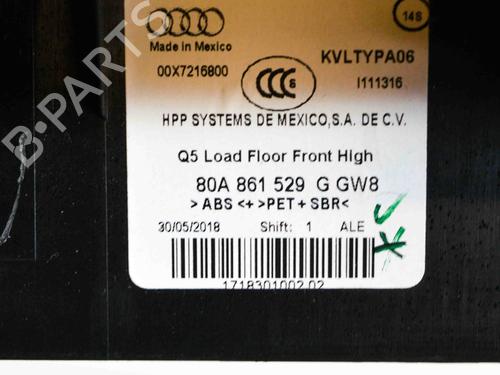 14S
Made in Mexico
KVLTYPA06
00X7216800
CCC S
I111316
HPP SYSTEMS DE MEXICO,S.A. DE C.V.
Q5 Load Floor Front High
80A 861 529 G GW8
>ABS<+>PET+SBR<
30/05/2018 Shift: 1 ALE
1718301002 02
B-PARTS